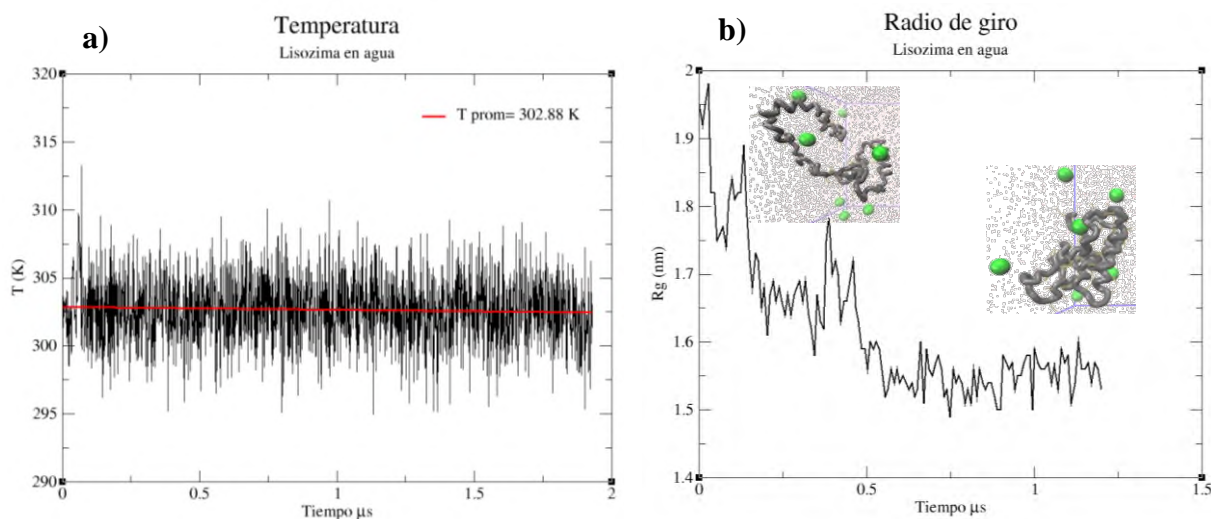 a)
Temperatura
Lisozima en agua
320
315
310
305
300
295
290
T (K)
T prom= 302.88 K
0
0.5
1
1.5
2
Tiempo μs
b)
Radio de giro
Lisozima en agua
2
1.9
1.8
1.7
1.6
1.5
1.4
Rg (nm)
0
0.5
1
1.5
Tiempo μs